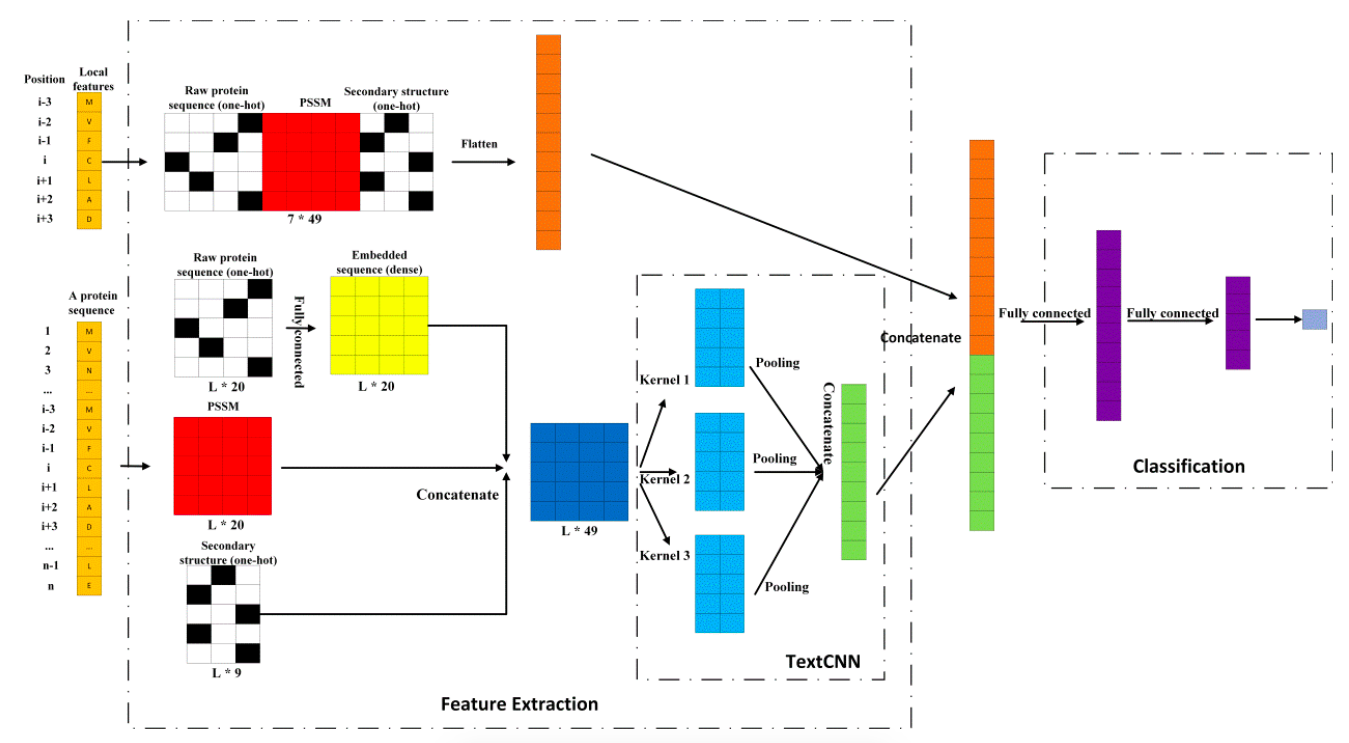 Position
Local
features
i-3
M
i-2
V
i-1
F
i
C
i+1
L
i+2
A
i+3
D
Raw protein
sequence (one-hot)
PSSM
Secondary structure
(one-hot)
7 * 49
Flatten
A protein
sequence
1
M
2
V
3
N
...
...
i-3
M
i-2
V
i-1
F
i
C
i+1
L
i+2
A
i+3
D
...
...
n-1
L
n
E
Raw protein
sequence (one-hot)
L * 20
Fully connected
Embedded
sequence (dense)
L * 20
PSSM
L * 20
Secondary
structure (one-hot)
L * 9
Concatenate
L * 49
Kernel 1
Kernel 2
Kernel 3
Pooling
Pooling
Pooling
Concatenate
TextCNN
Feature Extraction
Concatenate
Fully connected
Fully connected
Classification